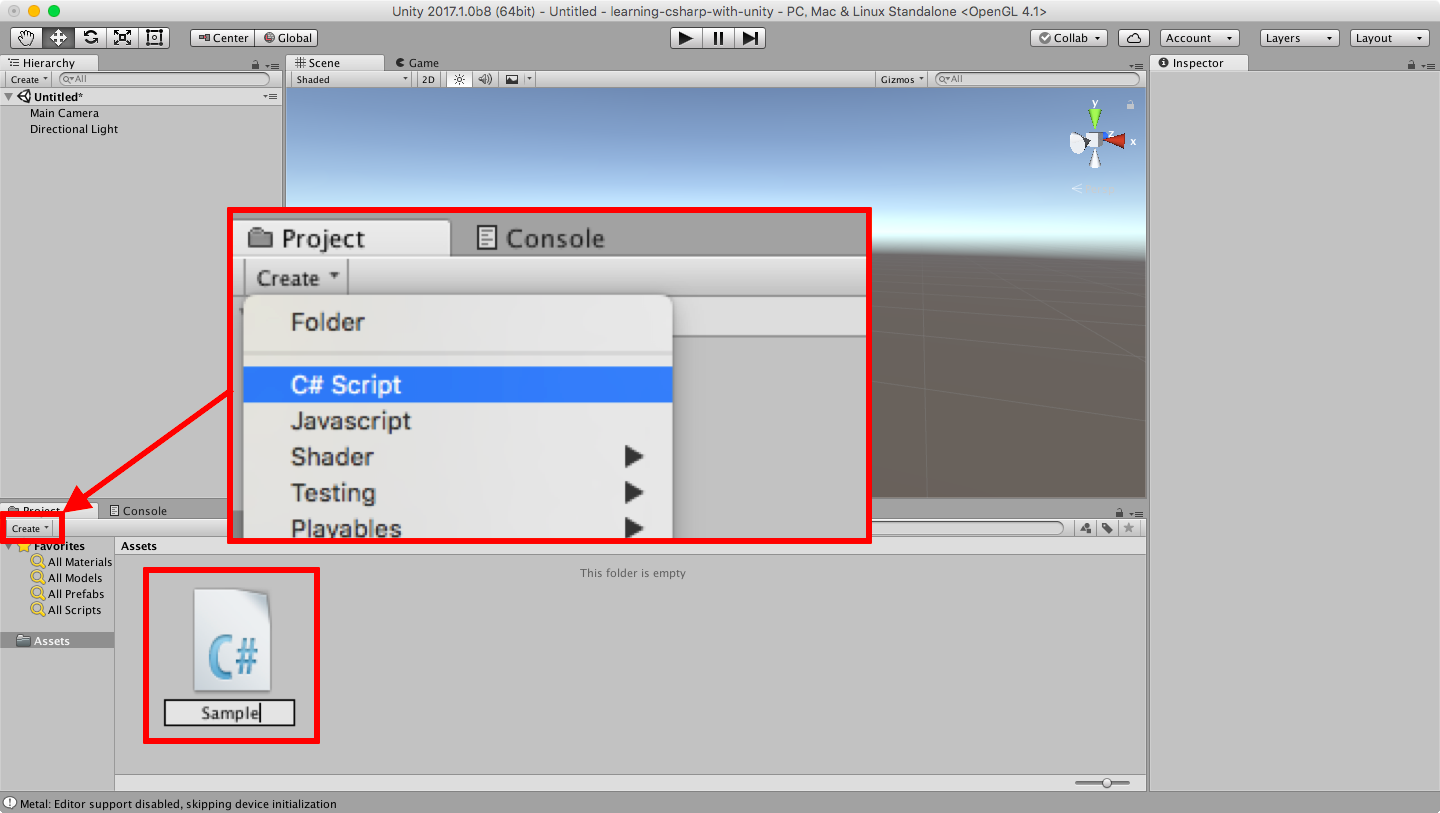 Unity 2017.1.0b8 (64bit) - Untitled - learning-csharp-with-unity - PC, Mac & Linux Standalone <OpenGL 4.1>
Center Global Collab Account Layers Layout
Hierarchy Scene Game Inspector
Create All Shaded 2D Gizmos All
Untitled*
Main Camera
Directional Light
y
z
x
Project Console
Create
Folder
C# Script
Javascript
Shader
Testing
Playables
Project Console
Create
Favorites Assets
All Materials This folder is empty
All Models
All Prefabs
All Scripts
Assets
C#
Sample
Metal: Editor support disabled, skipping device initialization